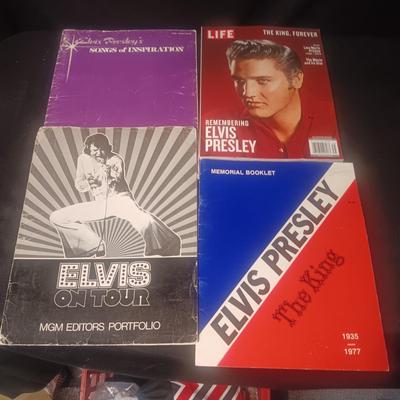 Elvis Presley's
SONGS OF INSPIRATION
LIFE
THE KING, FOREVER
REMEMBERING
ELVIS
PRESLEY
ELVIS
ON TOUR
MGM EDITORS PORTFOLIO
MEMORIAL BOOKLET
ELVIS PRESLEY
The King
1935
—
1977